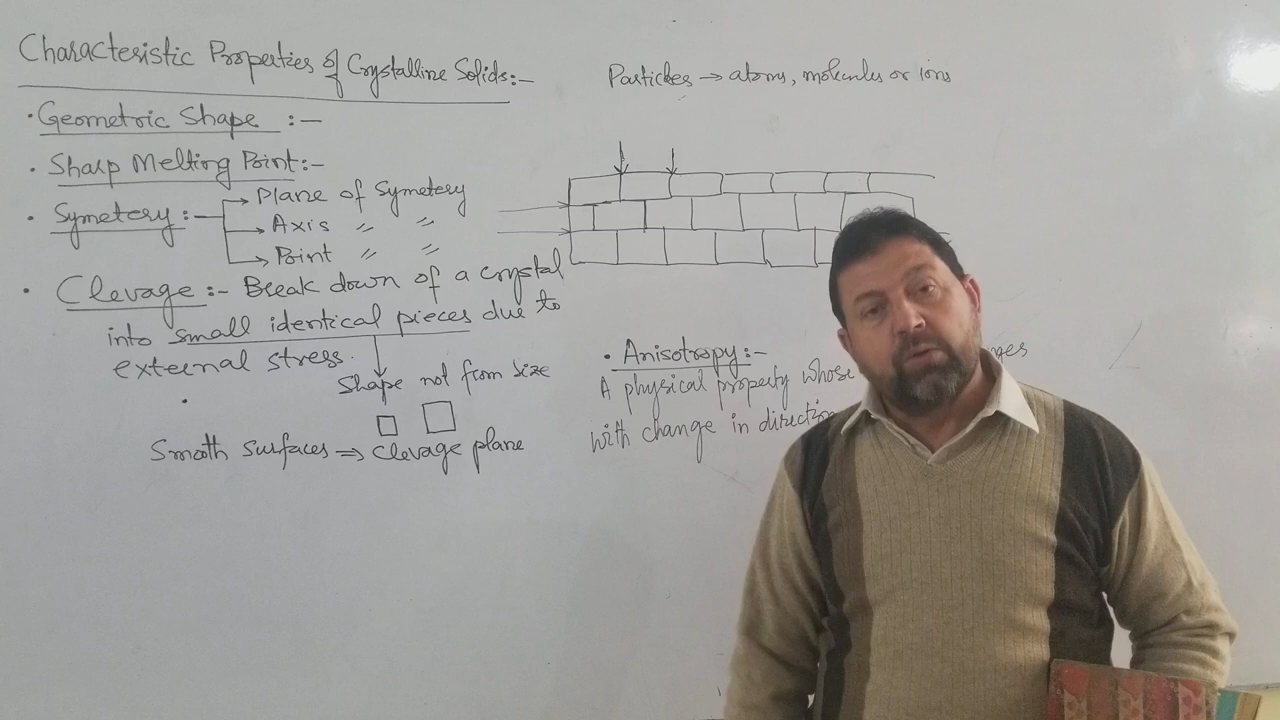 Characteristic Properties of Crystalline Solids:-
Particles → atoms, molecules or ions
· Geometric Shape :-
· Sharp Melting Point:-
· Symetery:- → Plane of Symetery
→ Axis 〃 〃
→ Point 〃 〃
· Clevage:- Break down of a crystal
into small identical pieces due to
external stress.
Shape not from size
Smooth surfaces ⇒ Clevage plane
· Anisotropy:-
A physical property whose
with change in direction